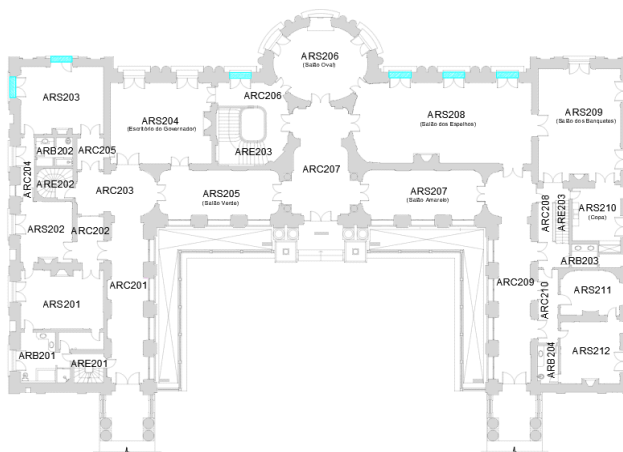 ARS206
(Salão Oval)
ARS203
ARC206
ARS204
(Escritório do Governador)
ARS208
(Salão dos Espelhos)
ARS209
(Salão dos Banquetes)
ARB202
ARC205
ARE203
ARC204
ARE202
ARC203
ARC207
ARS205
(Salão Verde)
ARS207
(Salão Amarelo)
ARC208
ARE203
ARS210
(Copa)
ARS202
ARC202
ARB203
ARC201
ARC209
ARC210
ARS211
ARS201
ARB201
ARE201
ARB204
ARS212